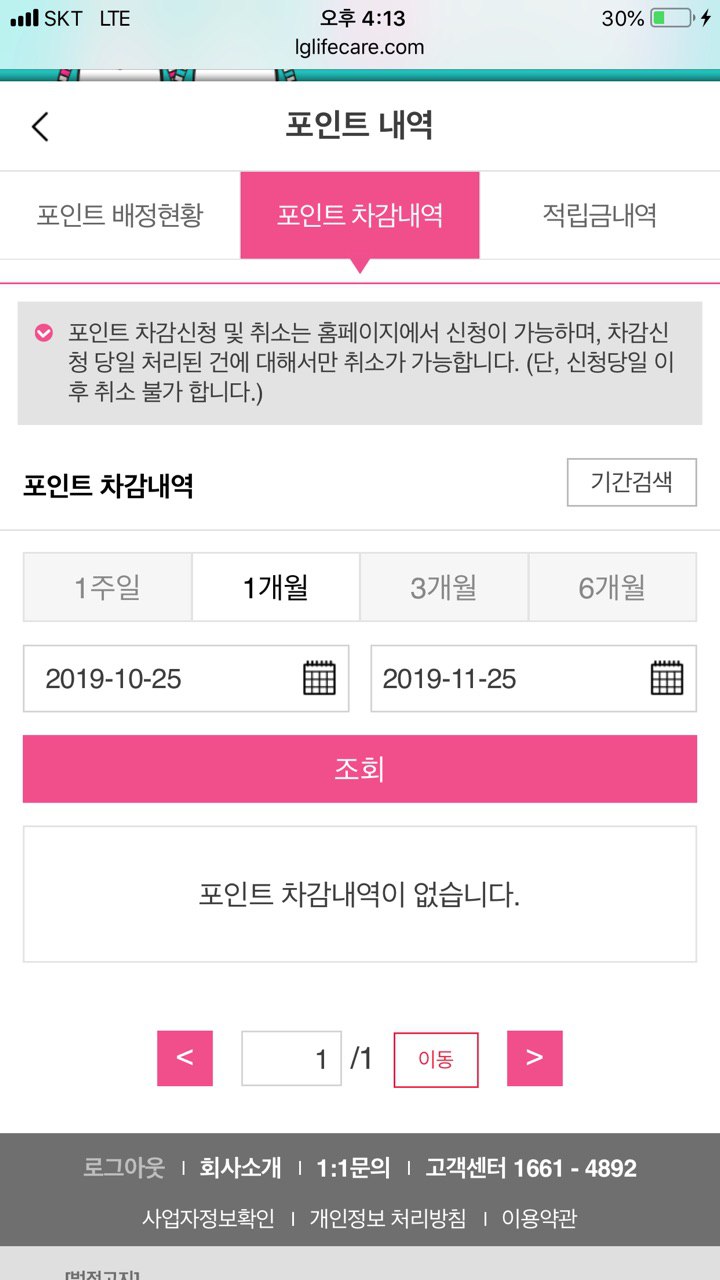 SKT LTE 오후 4:13 30%
lglifecare.com
포인트 내역
포인트 배정현황 포인트 차감내역 적립금내역
포인트 차감신청 및 취소는 홈페이지에서 신청이 가능하며, 차감신
청 당일 처리된 건에 대해서만 취소가 가능합니다. (단, 신청당일 이
후 취소 불가 합니다.)
포인트 차감내역 기간검색
1주일 1개월 3개월 6개월
2019-10-25 2019-11-25
조회
포인트 차감내역이 없습니다.
< 1 /1 이동 >
로그아웃 | 회사소개 | 1:1문의 | 고객센터 1661 - 4892
사업자정보확인 | 개인정보 처리방침 | 이용약관